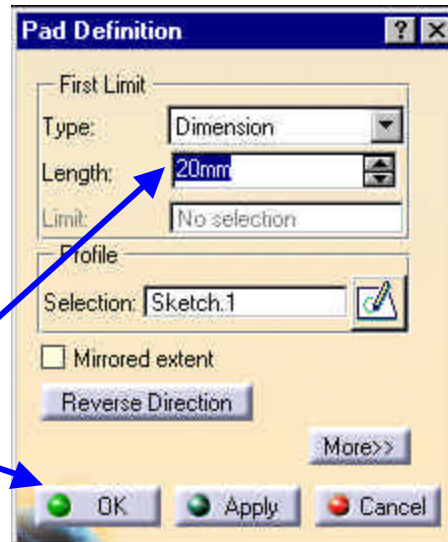 Pad Definition ? ×
First Limit
Type: Dimension
Length: 20mm
Limit: No selection
Profile
Selection: Sketch.1
Mirrored extent
Reverse Direction
More>>
OK Apply Cancel